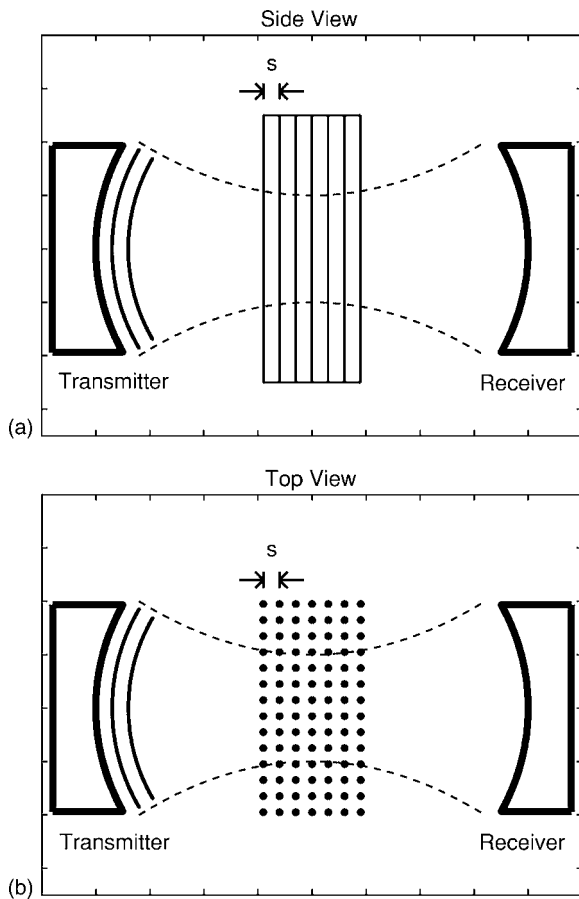 Side View
s
Transmitter
Receiver
(a)
Top View
s
Transmitter
Receiver
(b)